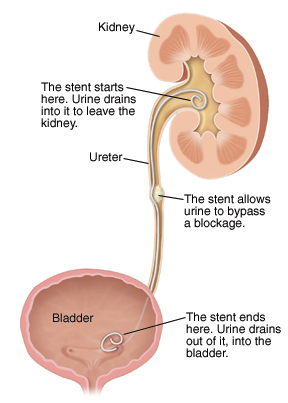 Kidney
The stent starts
here. Urine drains
into it to leave the
kidney.
Ureter
The stent allows
urine to bypass
a blockage.
Bladder
The stent ends
here. Urine drains
out of it, into the
bladder.